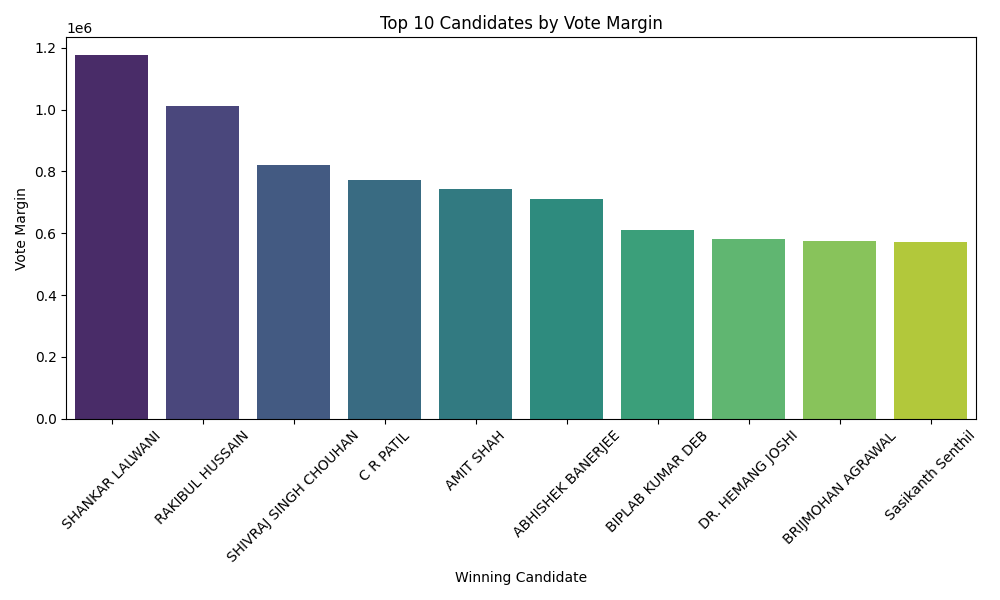 Top 10 Candidates by Vote Margin
1e6
1.2
1.0
0.8
0.6
0.4
0.2
0.0
Vote Margin
SHANKAR LALWANI
RAKIBUL HUSSAIN
SHIVRAJ SINGH CHOUHAN
C R PATIL
AMIT SHAH
ABHISHEK BANERJEE
BIPLAB KUMAR DEB
DR. HEMANG JOSHI
BRIJMOHAN AGRAWAL
Sasikanth Senthil
Winning Candidate